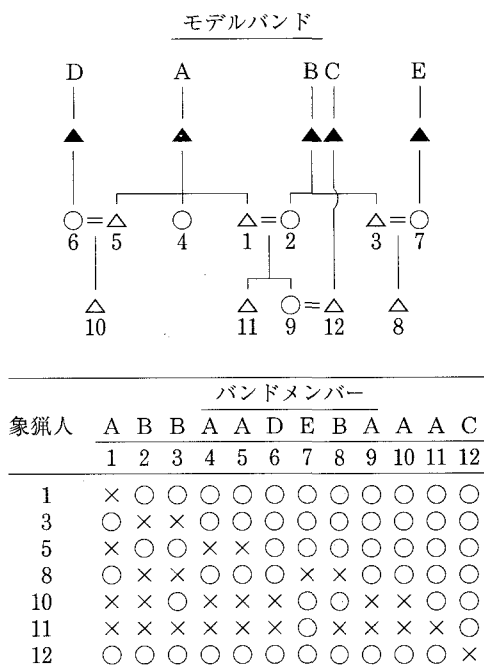 モデルバンド
D A B C E
6 5 4 1 2 3 7
10 11 9 12 8
バンドメンバー
象猟人 A B B A A D E B A A A C
1 2 3 4 5 6 7 8 9 10 11 12
1 × ○ ○ ○ ○ ○ ○ ○ ○ ○ ○ ○
3 ○ × × ○ ○ ○ ○ ○ ○ ○ ○ ○
5 × ○ ○ × × ○ ○ ○ ○ ○ ○ ○
8 ○ × × ○ ○ ○ × × ○ ○ ○ ○
10 × × ○ × × × ○ ○ × × ○ ○
11 × × × × × × ○ × × × × ○
12 ○ ○ ○ ○ ○ ○ ○ ○ ○ ○ ○ ×